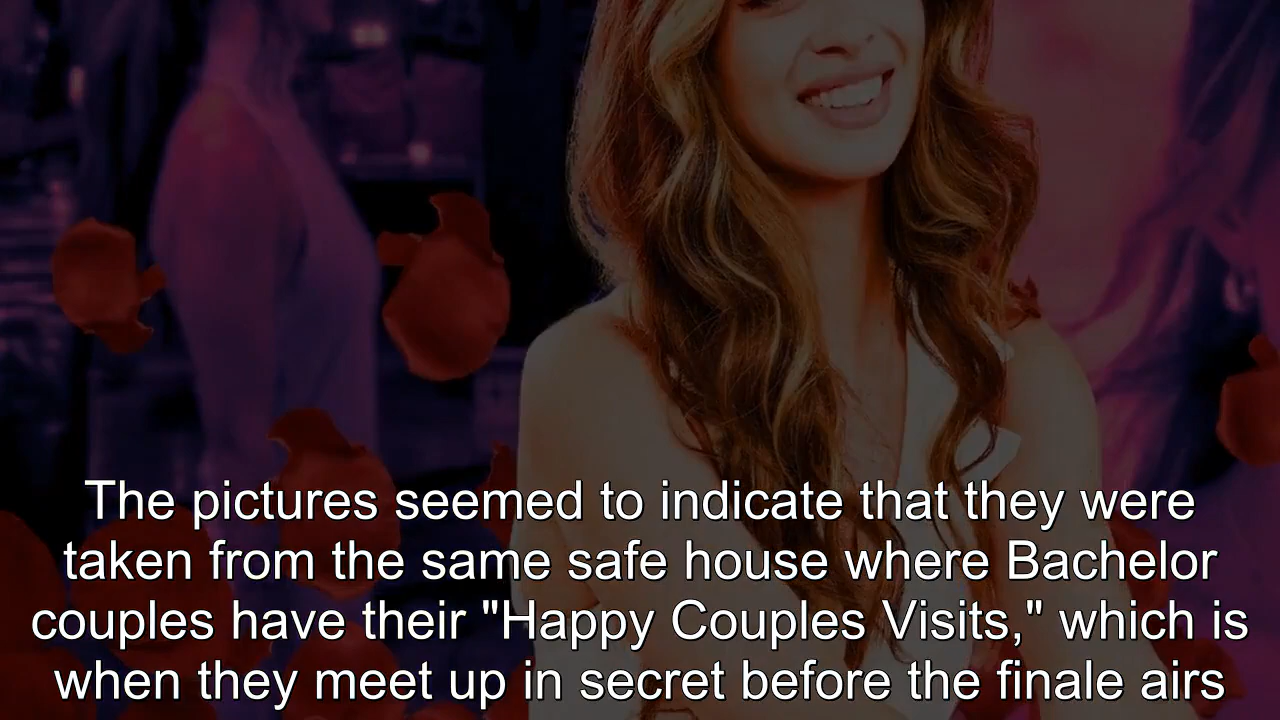 The pictures seemed to indicate that they were
taken from the same safe house where Bachelor
couples have their "Happy Couples Visits," which is
when they meet up in secret before the finale airs